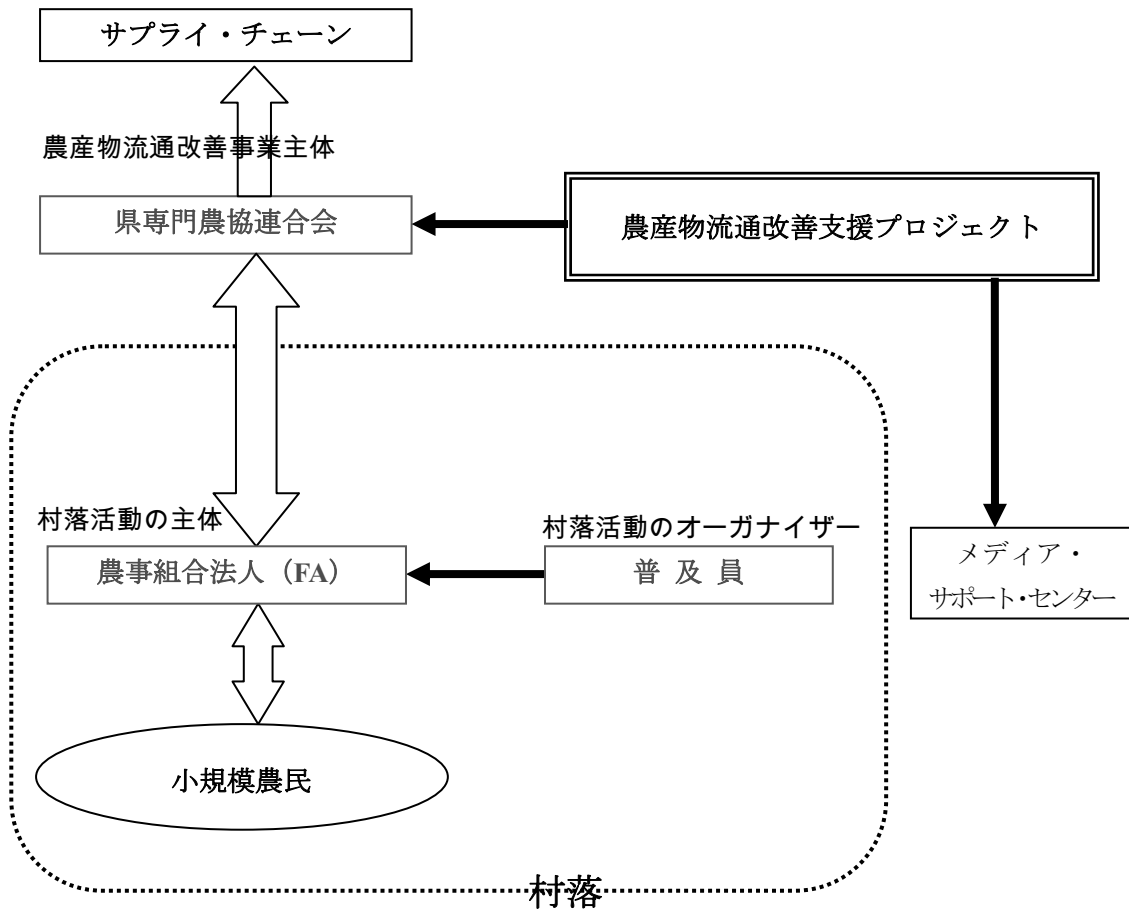 サプライ・チェーン
農産物流通改善事業主体
県専門農協連合会
農産物流通改善支援プロジェクト
村落活動の主体
村落活動のオーガナイザー
農事組合法人（FA）
普 及 員
メディア・
サポート・センター
小規模農民
村落